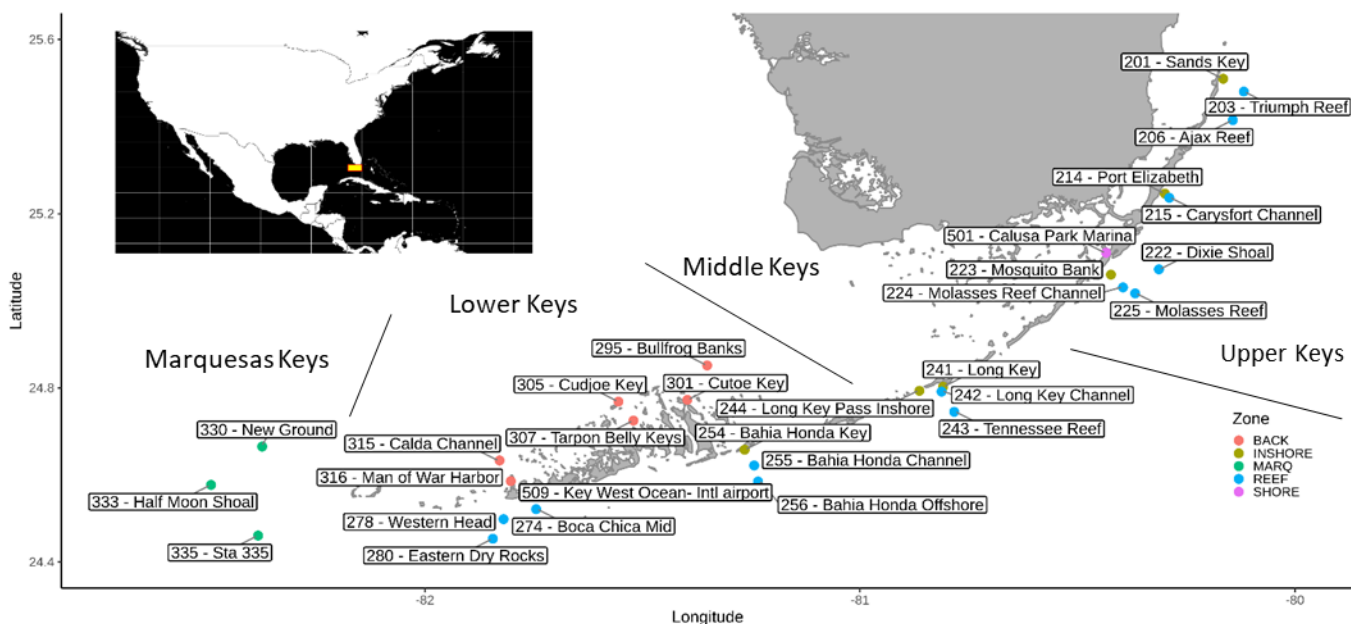 25.6
25.2
24.8
24.4
Latitude
201 - Sands Key
203 - Triumph Reef
206 - Ajax Reef
214 - Port Elizabeth
215 - Carysfort Channel
501 - Calusa Park Marina
222 - Dixie Shoal
223 - Mosquito Bank
224 - Molasses Reef Channel
225 - Molasses Reef
Middle Keys
Lower Keys
Marquesas Keys
Upper Keys
295 - Bullfrog Banks
241 - Long Key
305 - Cudjoe Key
301 - Cutoe Key
242 - Long Key Channel
244 - Long Key Pass Inshore
243 - Tennessee Reef
330 - New Ground
315 - Calda Channel
307 - Tarpon Belly Keys
254 - Bahia Honda Key
255 - Bahia Honda Channel
316 - Man of War Harbor
509 - Key West Ocean- Intl airport
256 - Bahia Honda Offshore
333 - Half Moon Shoal
278 - Western Head
274 - Boca Chica Mid
335 - Sta 335
280 - Eastern Dry Rocks
Zone
BACK
INSHORE
MARQ
REEF
SHORE
-82
-81
-80
Longitude